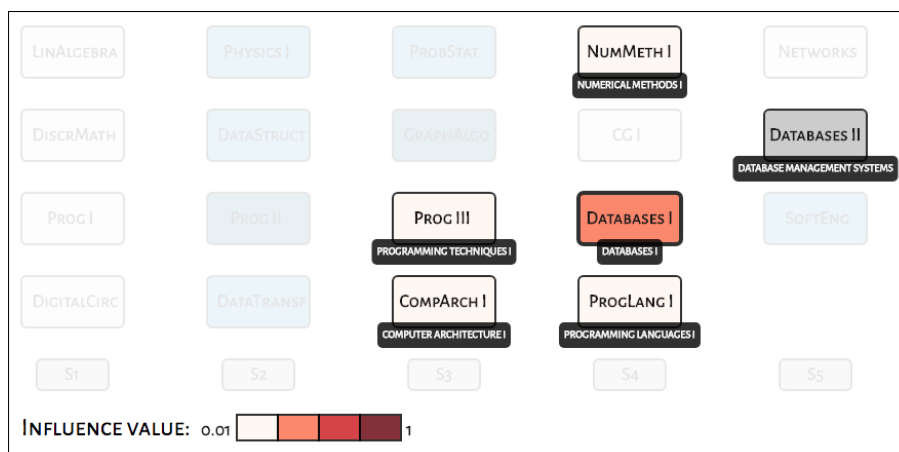 LinAlgebra
Physics I
ProbStat
NumMeth I
Networks
NUMERICAL METHODS I
DiscrMath
DataStruct
GraphAlgo
CG I
Databases II
DATABASE MANAGEMENT SYSTEMS
Prog I
Prog II
Prog III
Databases I
SoftEng
PROGRAMMING TECHNIQUES I
DATABASES I
DigitalCirc
DataTransf
CompArch I
ProgLang I
COMPUTER ARCHITECTURE I
PROGRAMMING LANGUAGES I
S1
S2
S3
S4
S5
Influence value: 0.01 1